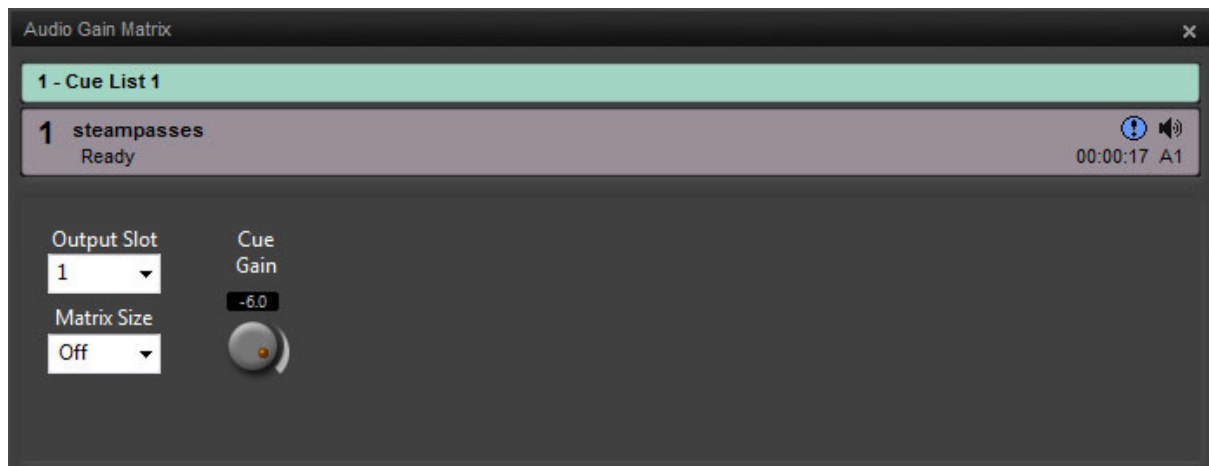 Audio Gain Matrix
1 - Cue List 1
1 steampasses
Ready 00:00:17 A1
Output Slot
1
Matrix Size
Off
Cue
Gain
-6.0